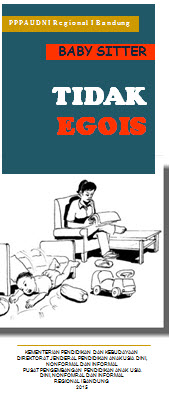 PPPAUDNI Regional I Bandung
BABY SITTER
TIDAK
EGOIS
KEMENTERIAN PENDIDIKAN DAN KEBUDAYAAN
DIREKTORAT JENDERAL PENDIDIKAN ANAK USIA DINI,
NONFORMAL DAN INFORMAL
PUSAT PENGEMBANGAN PENDIDIKAN ANAK USIA
DINI, NONFORMAL DAN INFORMAL
REGIONAL I BANDUNG
2015